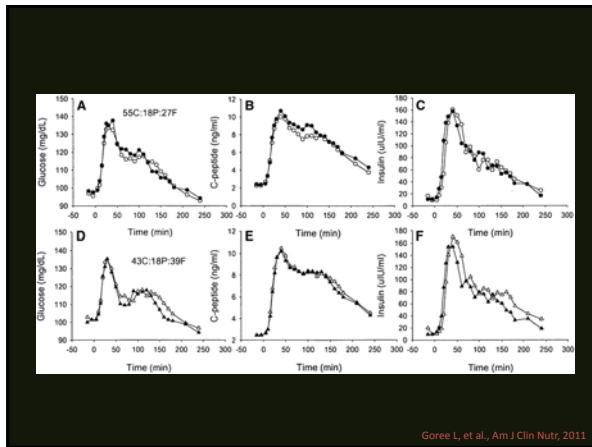 A
55C:18P:27F
Glucose (mg/dL)
150
140
130
120
110
100
90
-50 0 50 100 150 200 250 300
Time (min)
B
C-peptide (ng/ml)
12
10
8
6
4
2
0
-50 0 50 100 150 200 250 300
Time (min)
C
Insulin (uIU/ml)
180
160
140
120
100
80
60
40
20
0
-50 0 50 100 150 200 250 300
Time (min)
D
43C:18P:39F
Glucose (mg/dL)
150
140
130
120
110
100
90
-50 0 50 100 150 200 250 300
Time (min)
E
C-peptide (ng/ml)
12
10
8
6
4
2
0
-50 0 50 100 150 200 250 300
Time (min)
F
Insulin (uIU/ml)
180
160
140
120
100
80
60
40
20
0
-50 0 50 100 150 200 250 300
Time (min)
Goree L, et al., Am J Clin Nutr, 2011